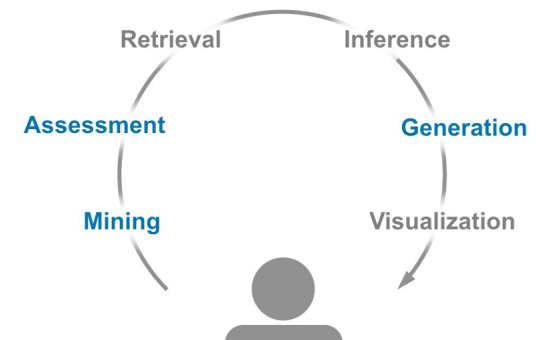 Retrieval Inference
Assessment Generation
Mining Visualization